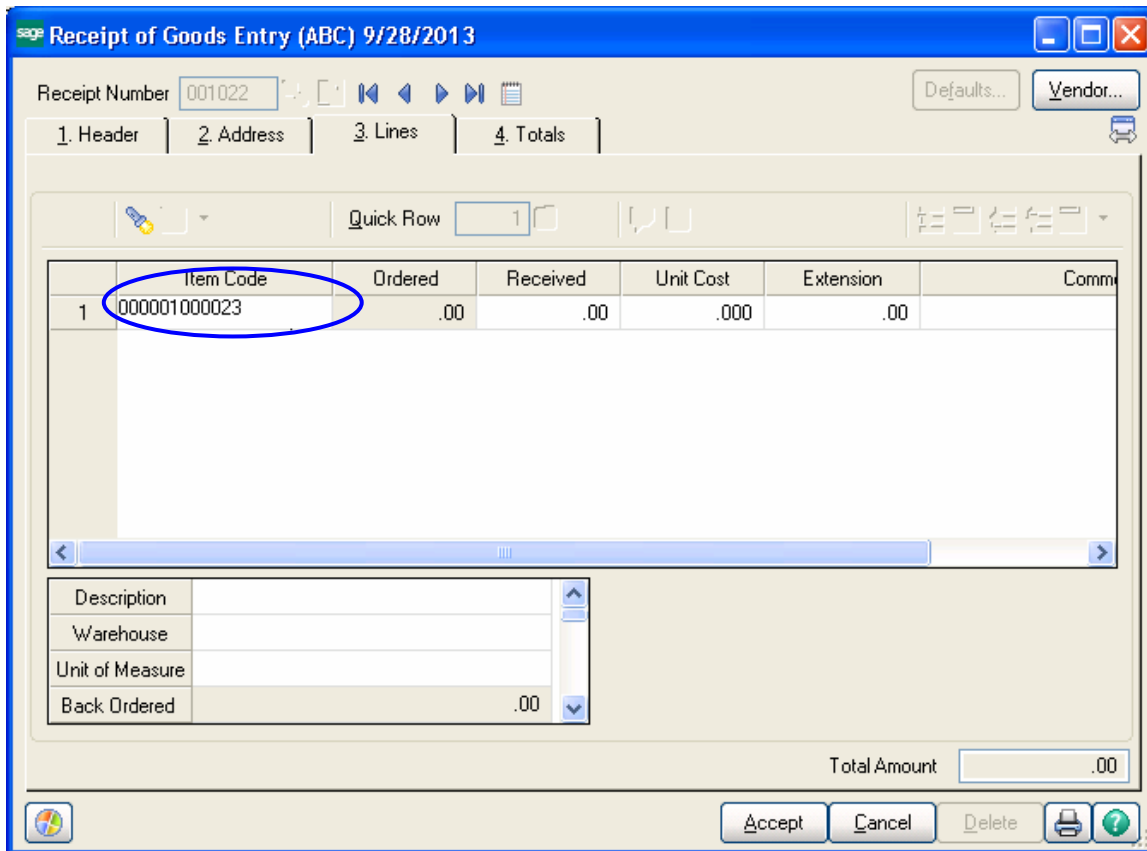 sage Receipt of Goods Entry (ABC) 9/28/2013
Receipt Number 001022 Defaults... Vendor...
1. Header 2. Address 3. Lines 4. Totals
Quick Row 1
Item Code Ordered Received Unit Cost Extension Comm
1 000001000023 .00 .00 .000 .00
Description
Warehouse
Unit of Measure
Back Ordered .00
Total Amount .00
Accept Cancel Delete